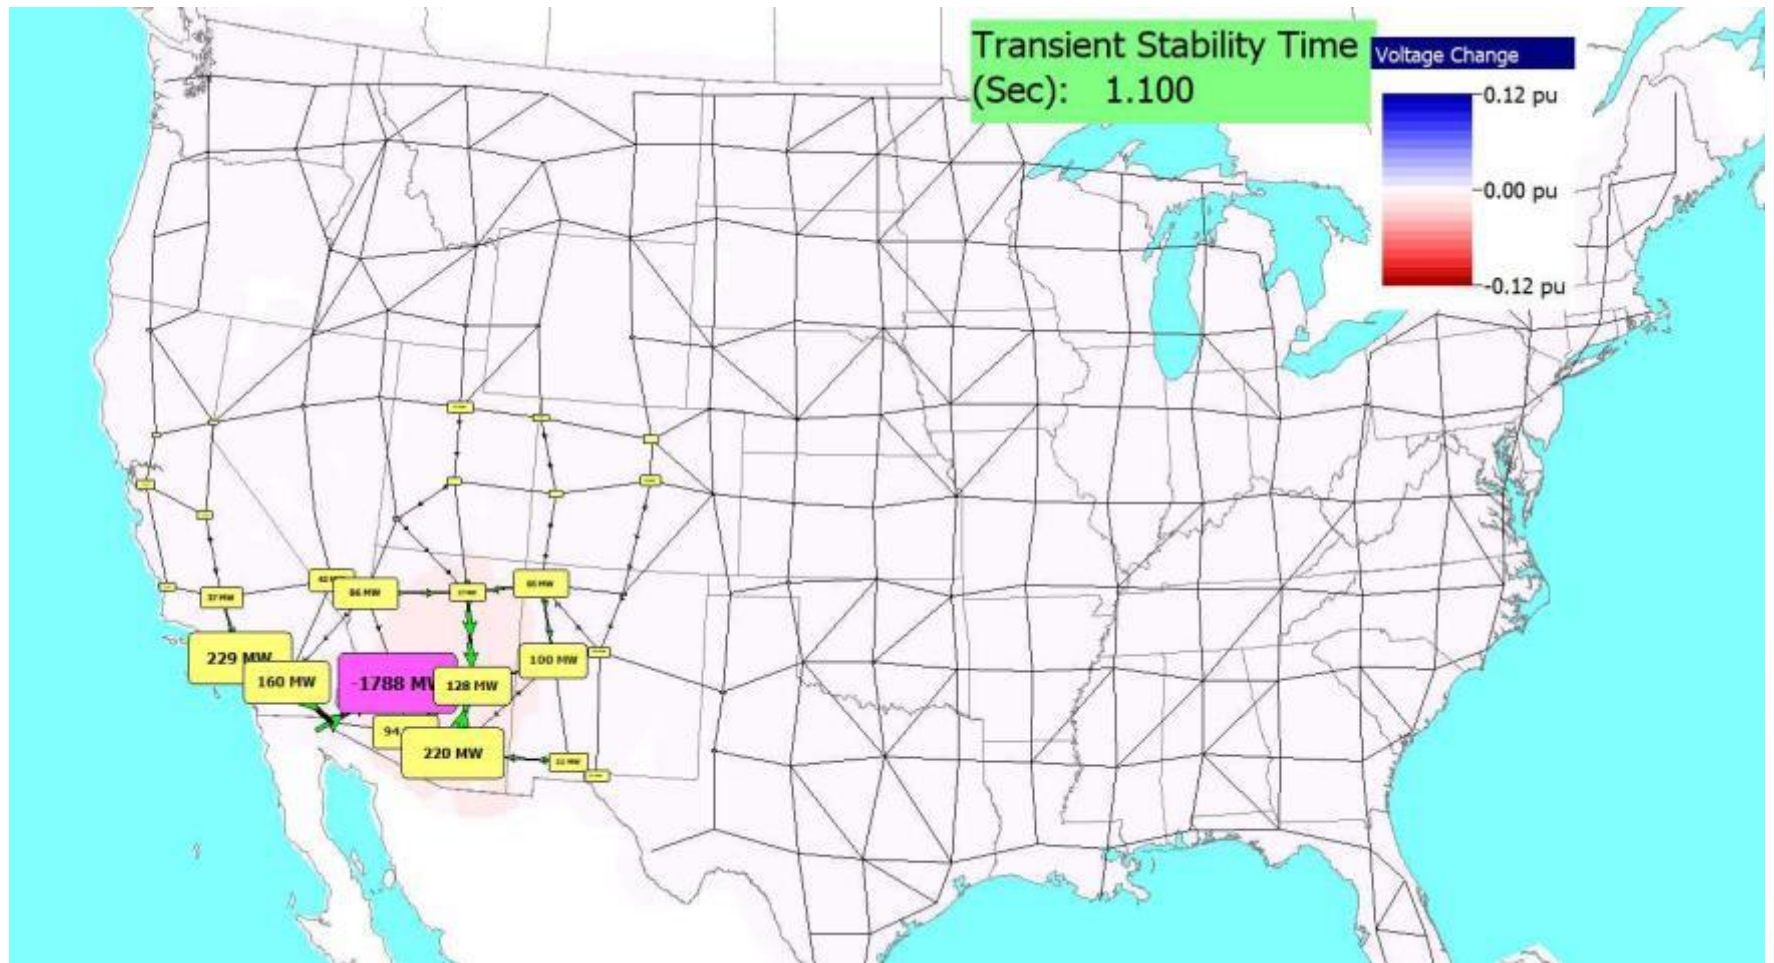 Transient Stability Time
(Sec): 1.100
Voltage Change
0.12 pu
0.00 pu
-0.12 pu
86 MW
37 MW
229 MW
160 MW
-1788 MW
128 MW
100 MW
94
220 MW